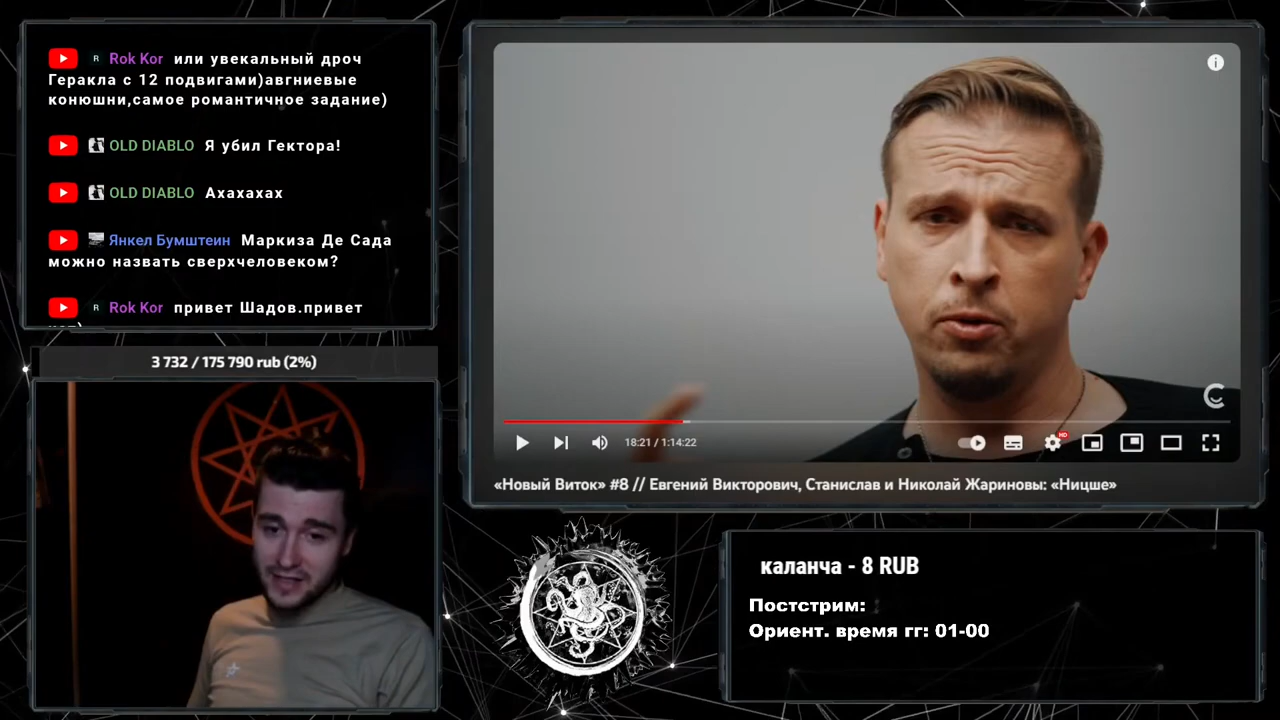 R Rok Kor или увекальный дроч
Геракла с 12 подвигами)авгниевые
конюшни,самое романтичное задание)
OLD DIABLO Я убил Гектора!
OLD DIABLO Ахахахах
Янкел Бумштеин Маркиза Де Сада
можно назвать сверхчеловеком?
R Rok Kor привет Шадов.привет
3 732 / 175 790 rub (2%)
18:21 / 1:14:22
HD
«Новый Виток» #8 // Евгений Викторович, Станислав и Николай Жариновы: «Ницше»
каланча - 8 RUB
Постстрим:
Ориент. время гг: 01-00